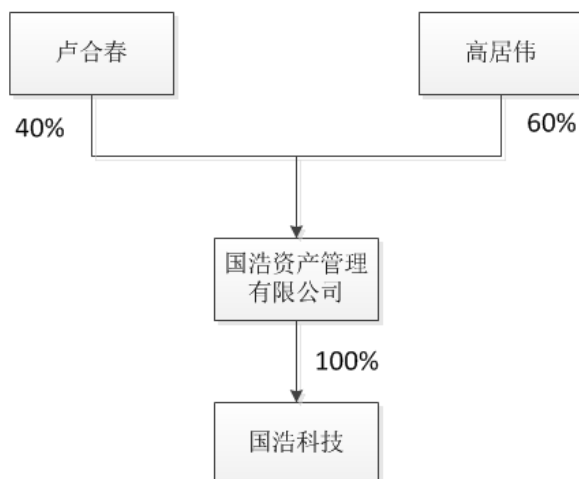 卢合春
高居伟
40%
60%
国浩资产管理
有限公司
100%
国浩科技